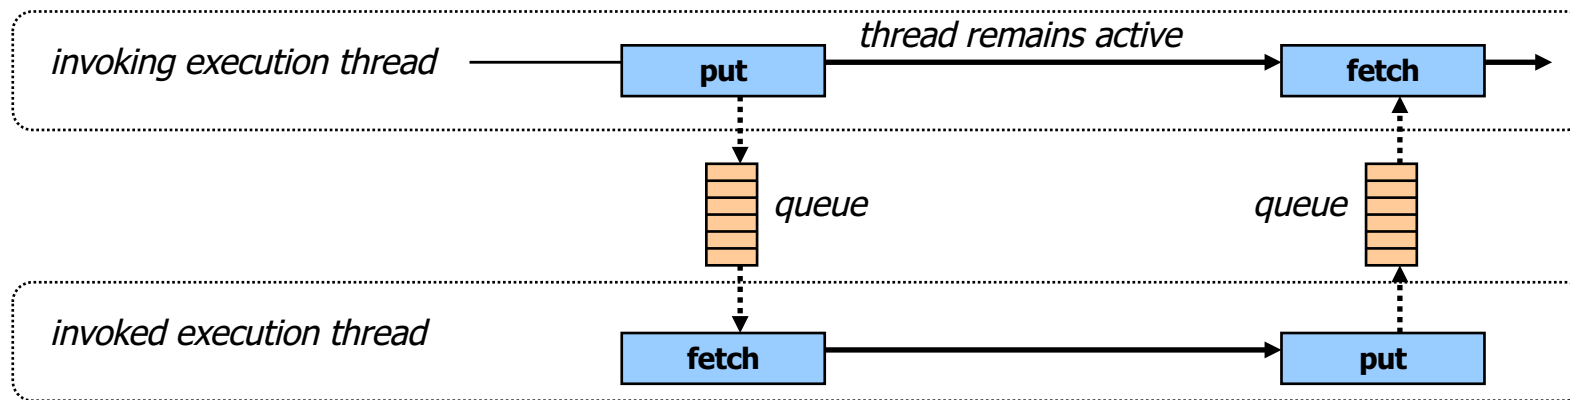 invoking execution thread
put
thread remains active
fetch
queue
queue
invoked execution thread
fetch
put